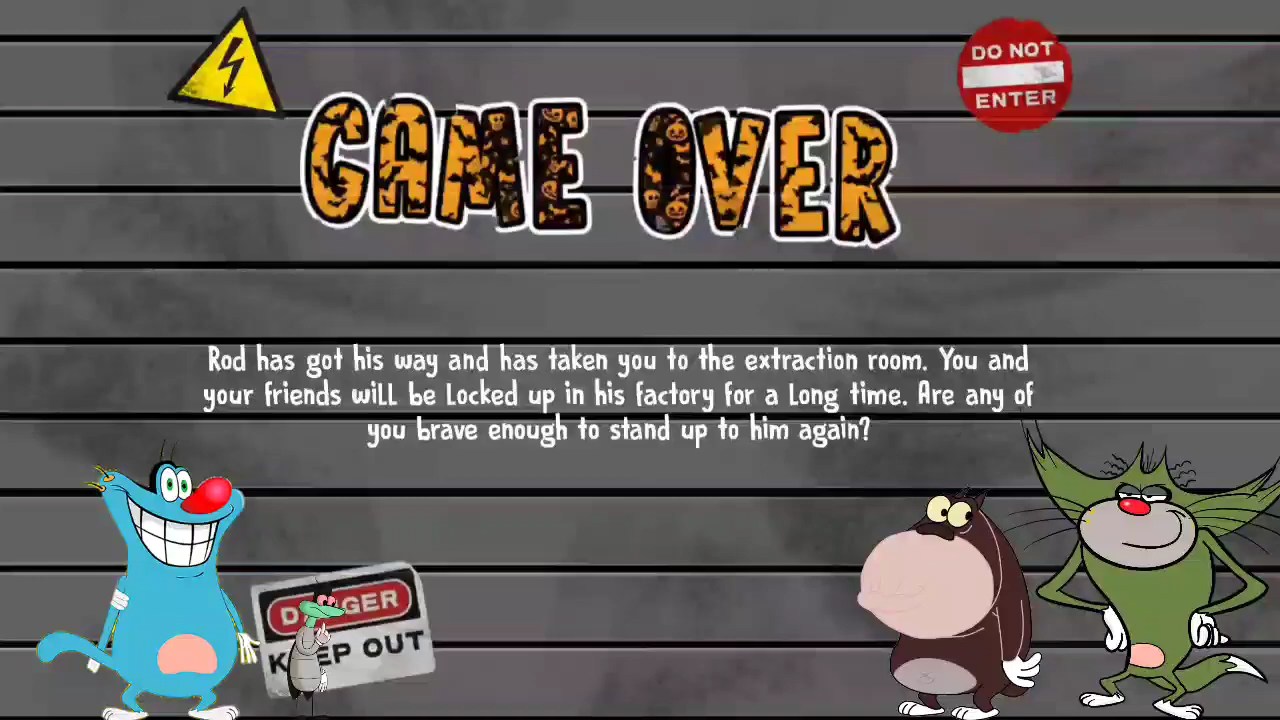 DO NOT
ENTER
GAME OVER
Rod has got his way and has taken you to the extraction room. You and
your friends will be Locked up in his factory for a Long time. Are any of
you brave enough to stand up to him again?
DANGER
KEEP OUT